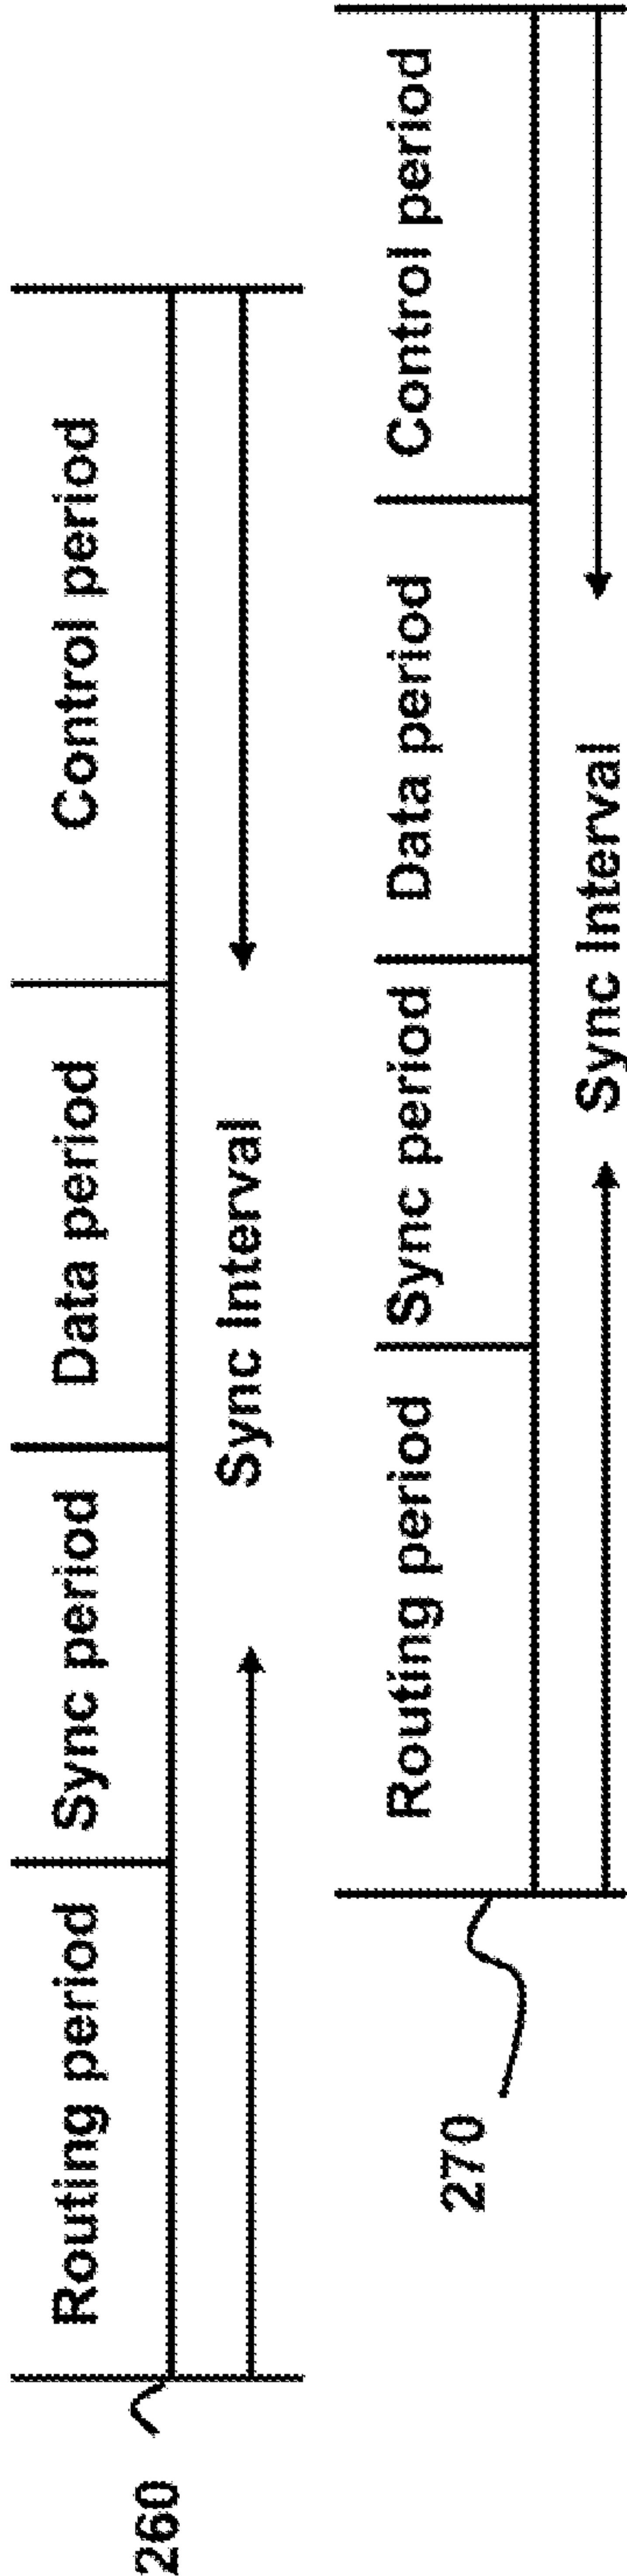 260
Routing period
Sync period
Data period
Control period
Sync Interval
270
Routing period
Sync period
Data period
Control period
Sync Interval